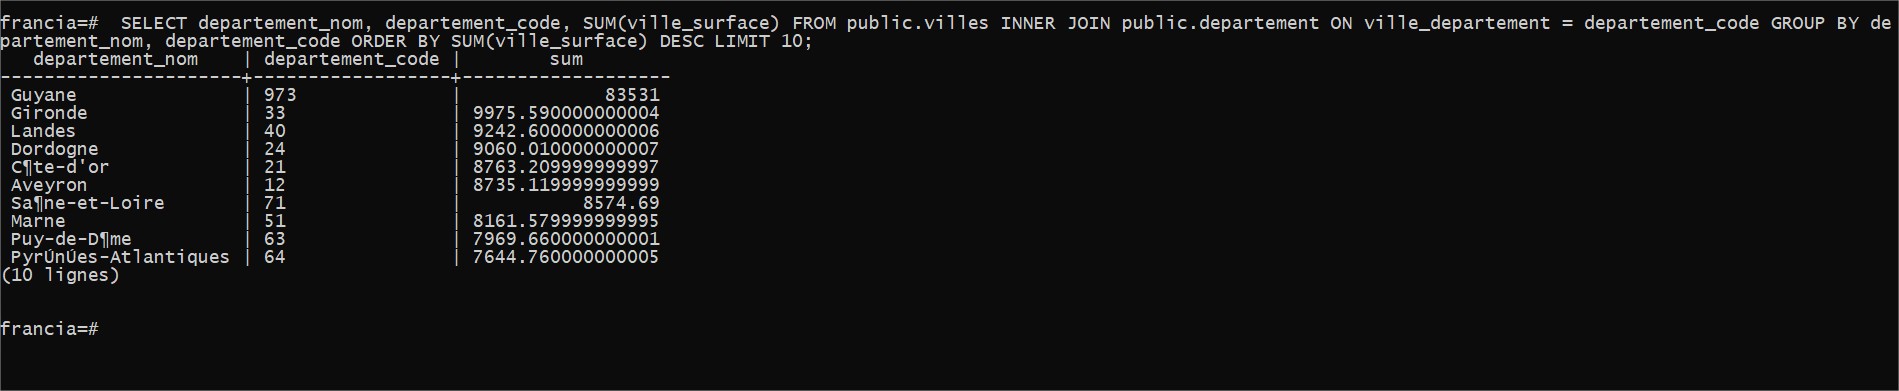 francia=#  SELECT departement_nom, departement_code, SUM(ville_surface) FROM public.villes INNER JOIN public.departement ON ville_departement = departement_code GROUP BY de
partement_nom, departement_code ORDER BY SUM(ville_surface) DESC LIMIT 10;
   departement_nom    | departement_code |        sum
----------------------+------------------+-------------------
 Guyane               | 973              |             83531
 Gironde              | 33               | 9975.590000000004
 Landes               | 40               | 9242.600000000006
 Dordogne             | 24               | 9060.010000000007
 C¶te-d'or            | 21               | 8763.209999999997
 Aveyron              | 12               | 8735.119999999999
 Sa¶ne-et-Loire       | 71               |           8574.69
 Marne                | 51               | 8161.579999999995
 Puy-de-D¶me          | 63               | 7969.660000000001
 PyrÚnÚes-Atlantiques | 64               | 7644.760000000005
(10 lignes)
francia=#